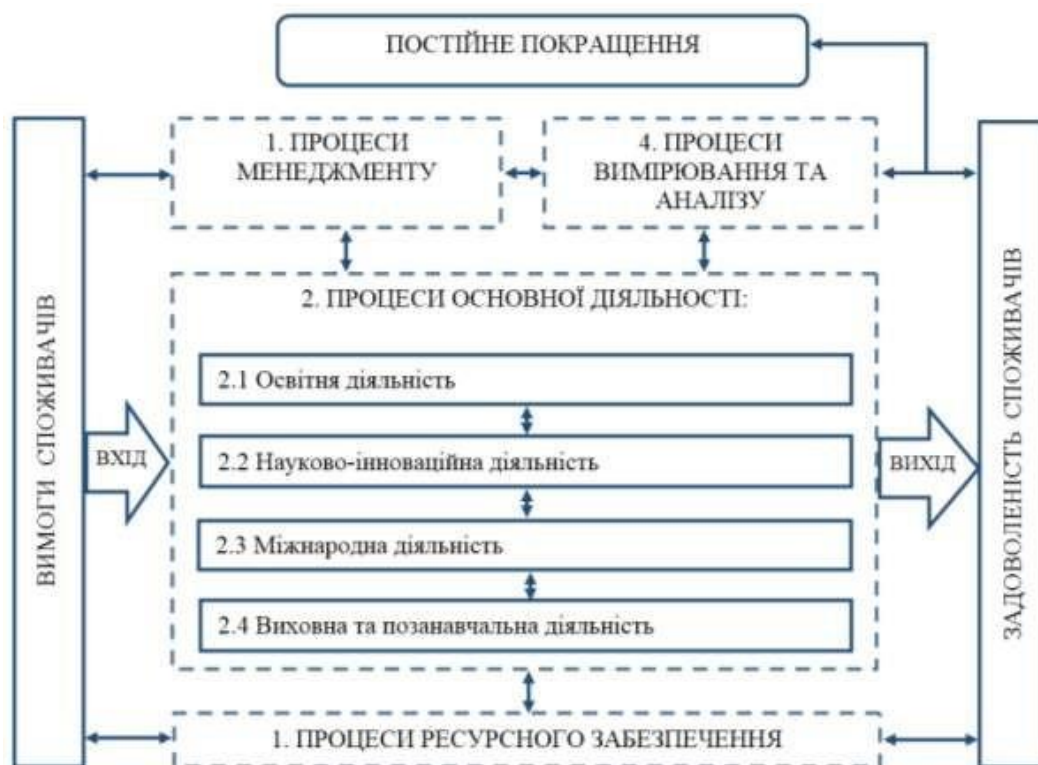 ПОСТІЙНЕ ПОКРАЩЕННЯ
1. ПРОЦЕСИ
МЕНЕДЖМЕНТУ
4. ПРОЦЕСИ
ВИМІРЮВАННЯ ТА
АНАЛІЗУ
ВИМОГИ СПОЖИВАЧІВ
ВХІД
2. ПРОЦЕСИ ОСНОВНОЇ ДІЯЛЬНОСТІ:
2.1 Освітня діяльність
2.2 Науково-інноваційна діяльність
2.3 Міжнародна діяльність
2.4 Виховна та позанавчальна діяльність
ВИХІД
ЗАДОВОЛЕНІСТЬ СПОЖИВАЧІВ
1. ПРОЦЕСИ РЕСУРСНОГО ЗАБЕЗПЕЧЕННЯ